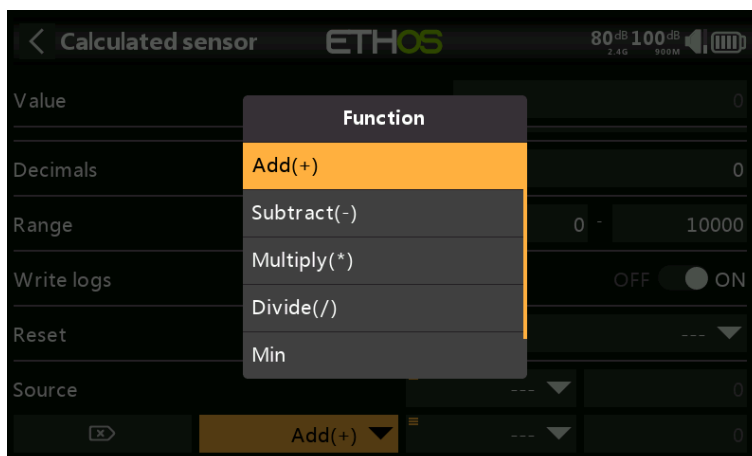 Calculated sensor ETHOS 80dB 2.4G 100dB 900M
Value 0
Function
Decimals 0
Add(+)
Subtract(-)
Range 0 - 10000
Multiply(*)
Write logs OFF ON
Divide(/)
Reset ---
Min
Source --- 0
Add(+) --- 0